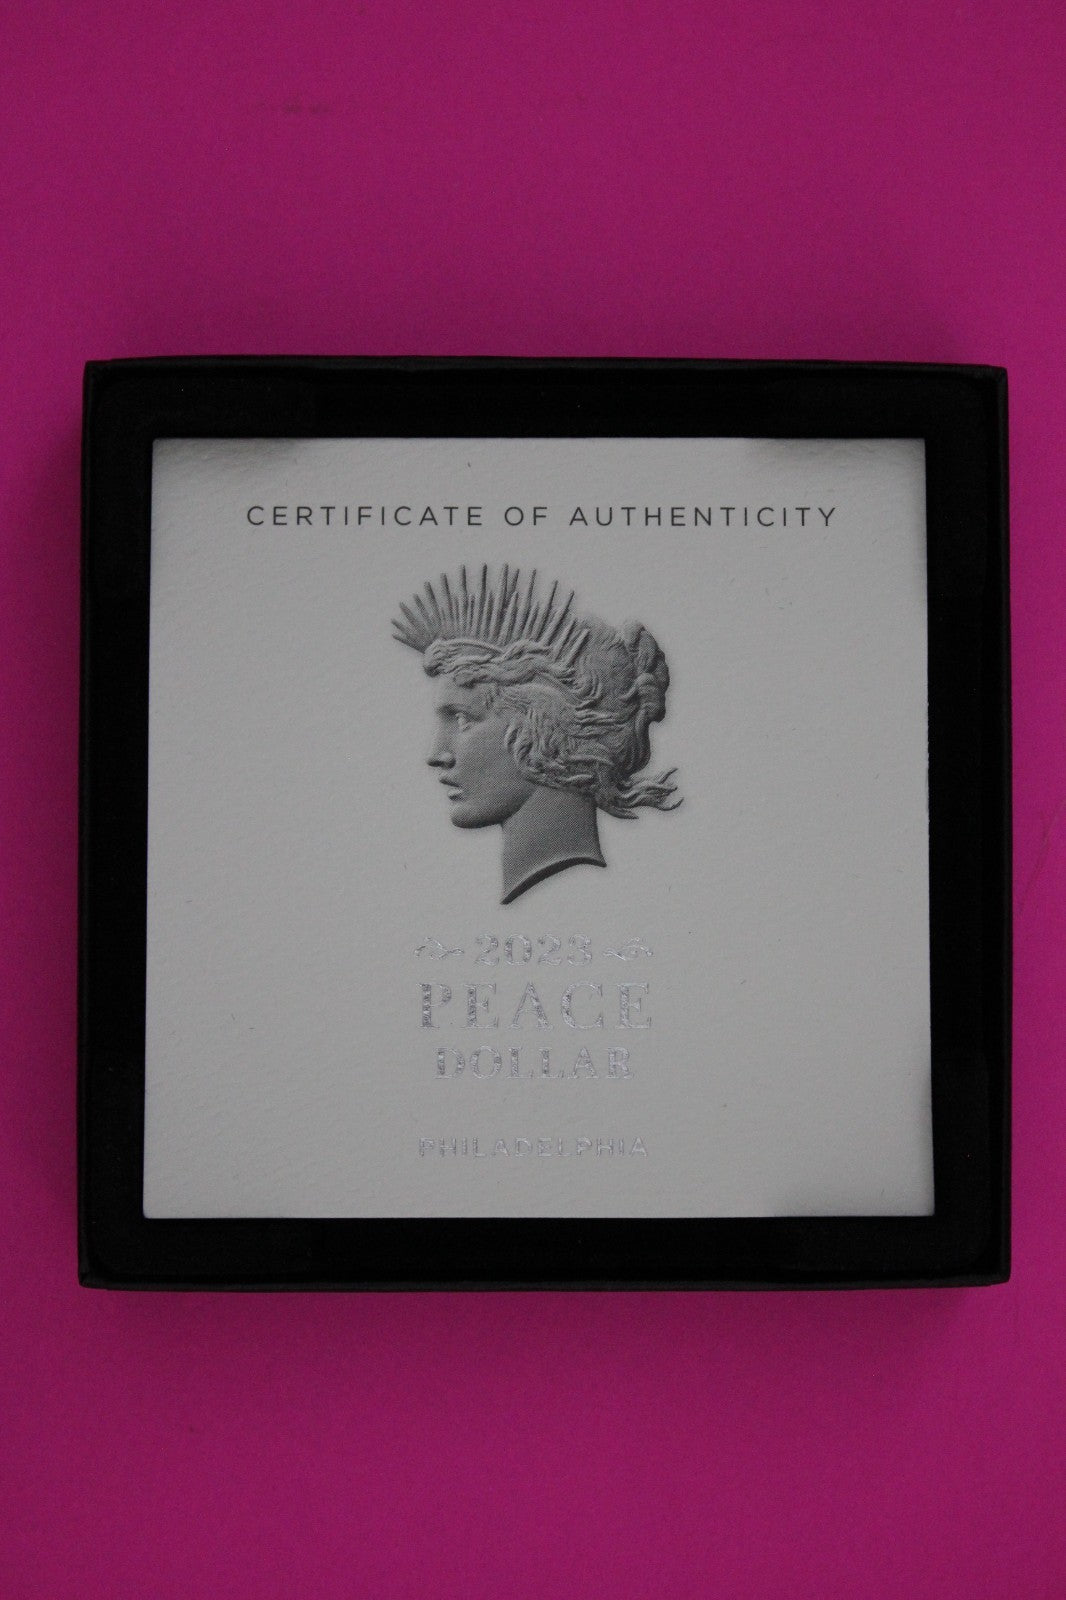 CERTIFICATE OF AUTHENTICITY
2023
PEACE
DOLLAR
PHILADELPHIA